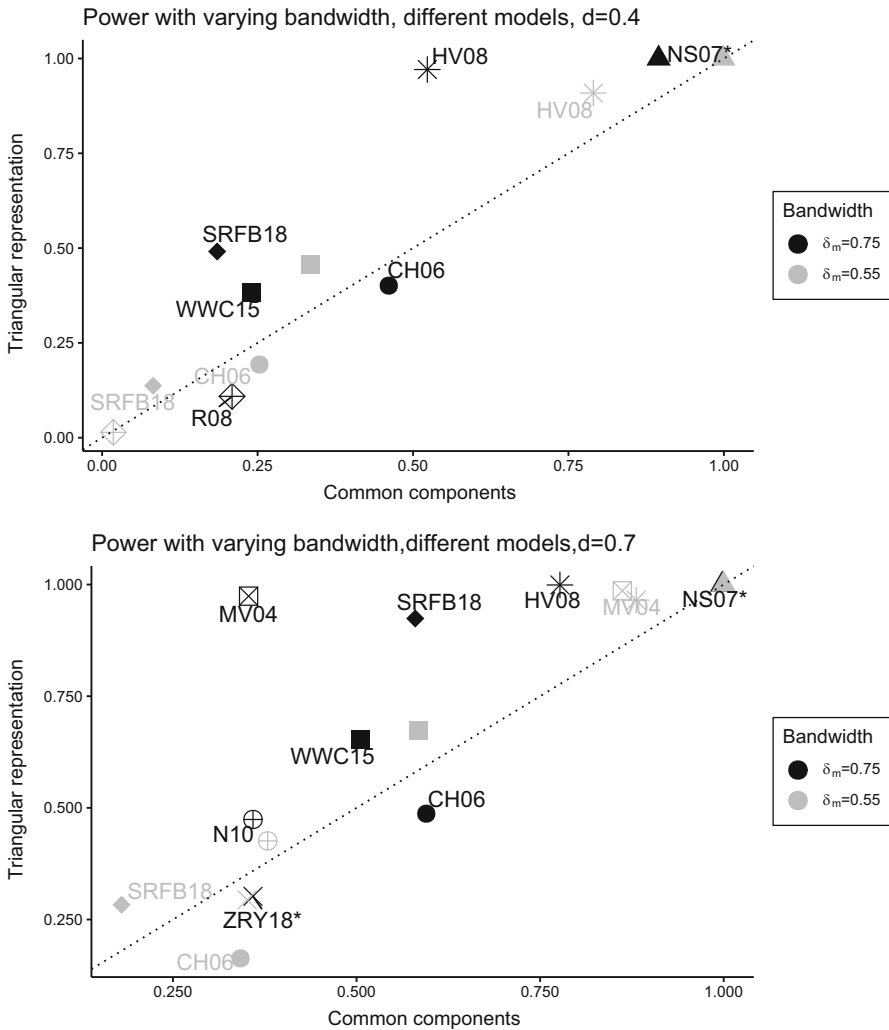 Power with varying bandwidth, different models, d=0.4
Triangular representation
1.00
0.75
0.50
0.25
0.00
HV08
NS07*
HV08
SRFB18
CH06
WWC15
CH06
SRFB18
R08
0.00
0.25
0.50
0.75
1.00
Common components
Bandwidth
δm=0.75
δm=0.55
Power with varying bandwidth,different models,d=0.7
Triangular representation
1.000
0.750
0.500
0.250
MV04
SRFB18
HV08
MV04
NS07*
WWC15
CH06
N10
SRFB18
ZRY18*
CH06
0.250
0.500
0.750
1.000
Common components
Bandwidth
δm=0.75
δm=0.55